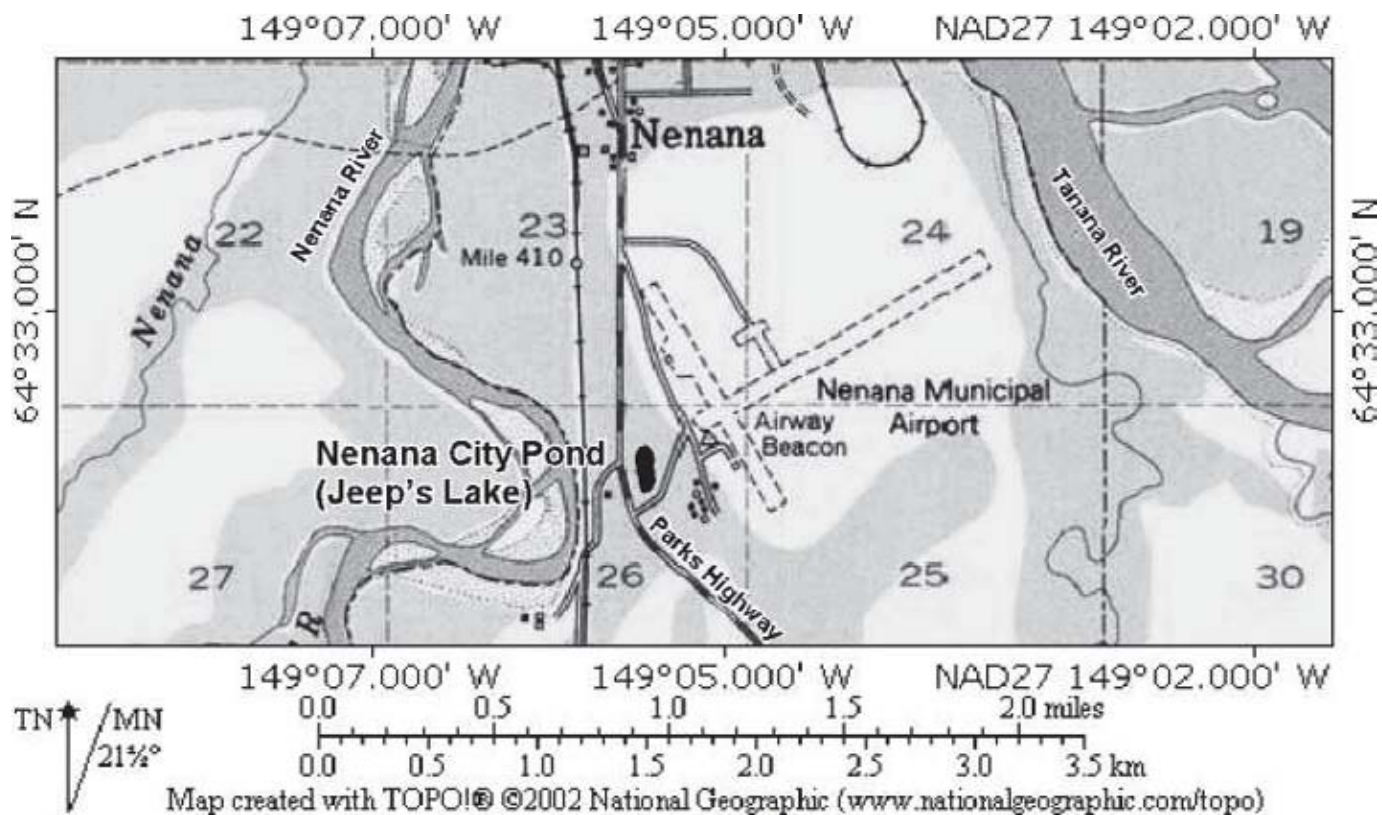 149°07.000' W 149°05.000' W NAD27 149°02.000' W
Nenana
Nenana River
Tanana River
22
23
24
19
Mile 410
Nenana
64°33.000' N
64°33.000' N
Nenana Municipal
Airport
Airway
Beacon
Nenana City Pond
(Jeep's Lake)
Parks Highway
27
26
25
30
R
149°07.000' W 149°05.000' W NAD27 149°02.000' W
TN MN
21½°
0.0 0.5 1.0 1.5 2.0 miles
0.0 0.5 1.0 1.5 2.0 2.5 3.0 3.5 km
Map created with TOPO!® ©2002 National Geographic (www.nationalgeographic.com/topo)